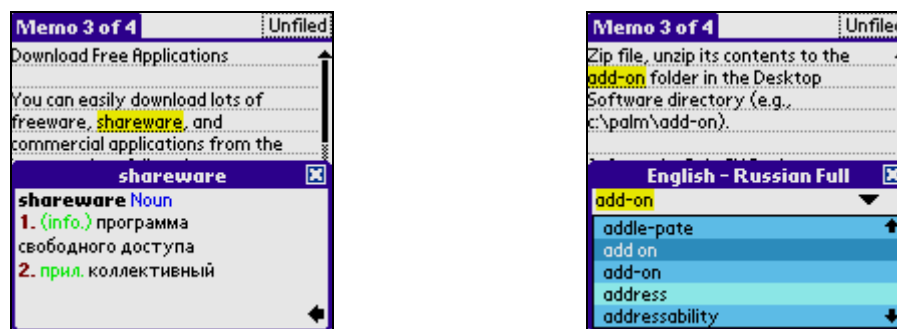 Memo 3 of 4 Unfiled
Download Free Applications
You can easily download lots of
freeware, shareware, and
commercial applications from the
shareware
shareware Noun
1. (info.) программа
свободного доступа
2. прил. коллективный
Memo 3 of 4 Unfiled
Zip file, unzip its contents to the
add-on folder in the Desktop
Software directory (e.g.,
c:\palm\add-on).
English - Russian Full
add-on
addle-pate
add on
add-on
address
addressability